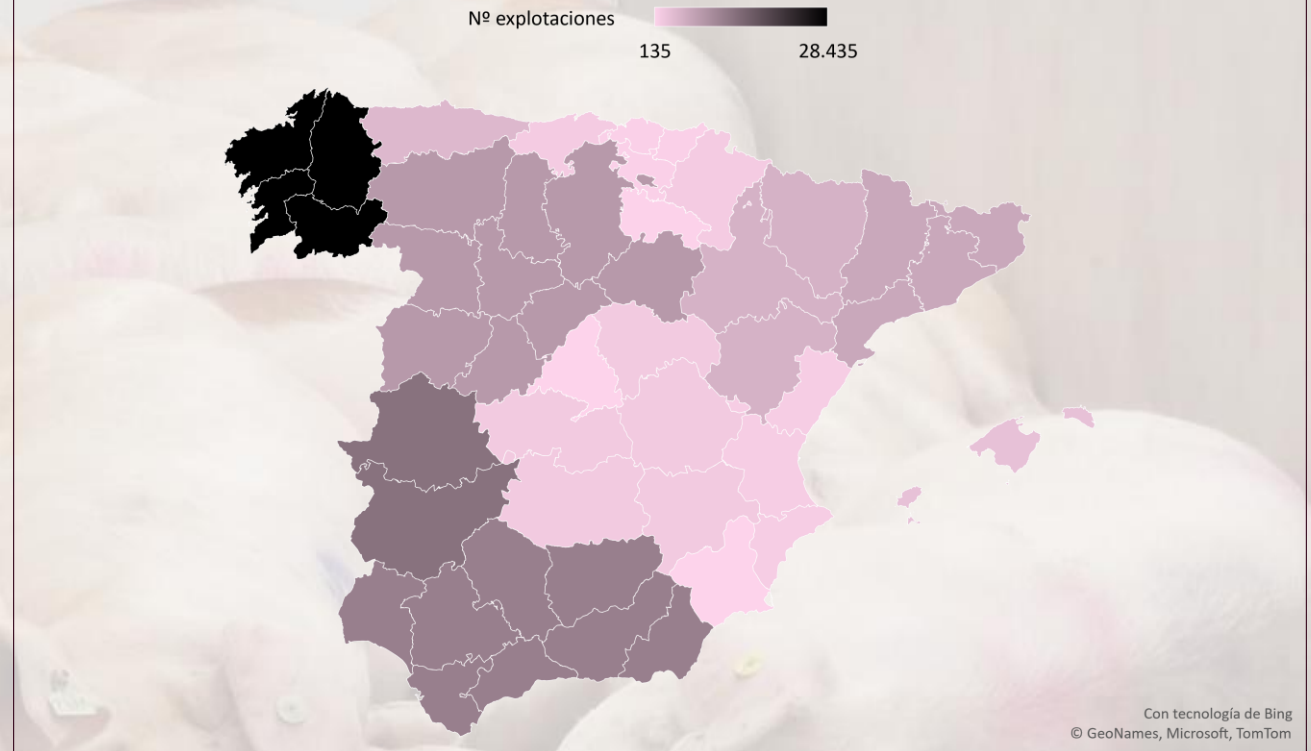 Nº explotaciones
135 28.435
Con tecnología de Bing
© GeoNames, Microsoft, TomTom